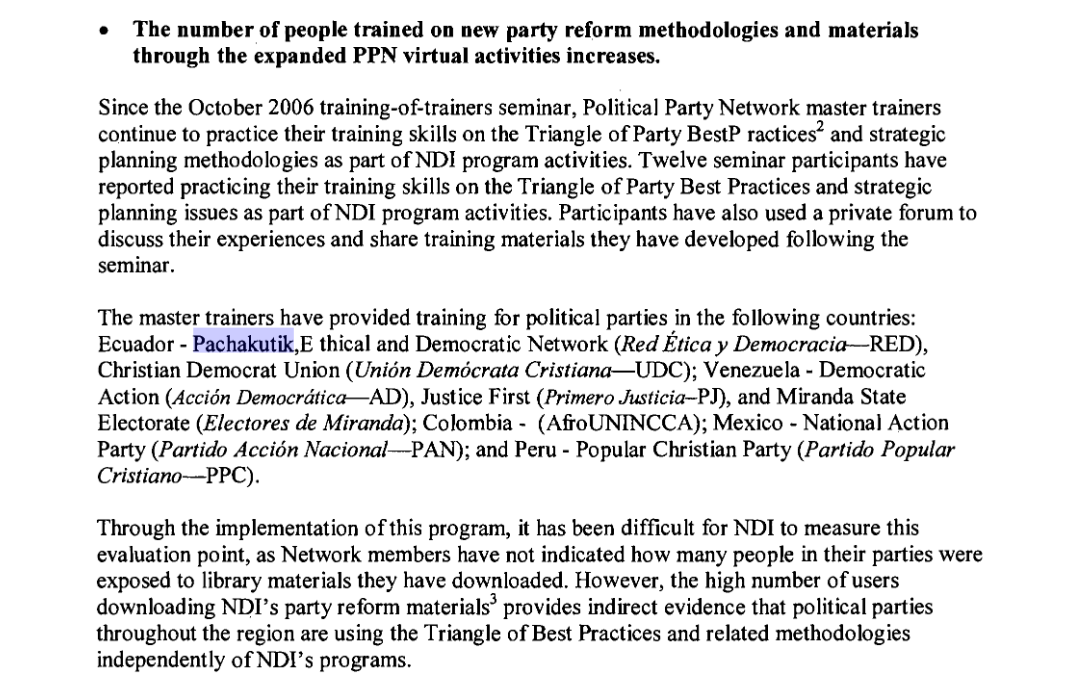 • The number of people trained on new party reform methodologies and materials
through the expanded PPN virtual activities increases.
Since the October 2006 training-of-trainers seminar, Political Party Network master trainers
continue to practice their training skills on the Triangle of Party BestP ractices² and strategic
planning methodologies as part of NDI program activities. Twelve seminar participants have
reported practicing their training skills on the Triangle of Party Best Practices and strategic
planning issues as part of NDI program activities. Participants have also used a private forum to
discuss their experiences and share training materials they have developed following the
seminar.
The master trainers have provided training for political parties in the following countries:
Ecuador - Pachakutik,E thical and Democratic Network (Red Ética y Democracia—RED),
Christian Democrat Union (Unión Demócrata Cristiana—UDC); Venezuela - Democratic
Action (Acción Democrática—AD), Justice First (Primero Justicia–PJ), and Miranda State
Electorate (Electores de Miranda); Colombia - (AfroUNINCCA); Mexico - National Action
Party (Partido Acción Nacional—PAN); and Peru - Popular Christian Party (Partido Popular
Cristiano—PPC).
Through the implementation of this program, it has been difficult for NDI to measure this
evaluation point, as Network members have not indicated how many people in their parties were
exposed to library materials they have downloaded. However, the high number of users
downloading NDI's party reform materials³ provides indirect evidence that political parties
throughout the region are using the Triangle of Best Practices and related methodologies
independently of NDI's programs.